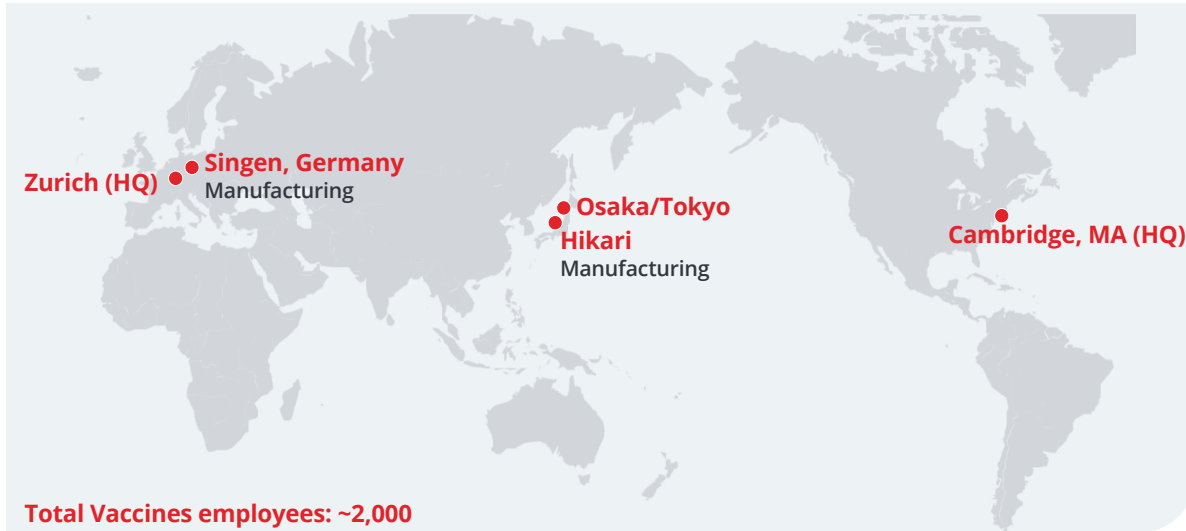 Zurich (HQ)
Singen, Germany
Manufacturing
Osaka/Tokyo
Hikari
Manufacturing
Cambridge, MA (HQ)
Total Vaccines employees: ~2,000